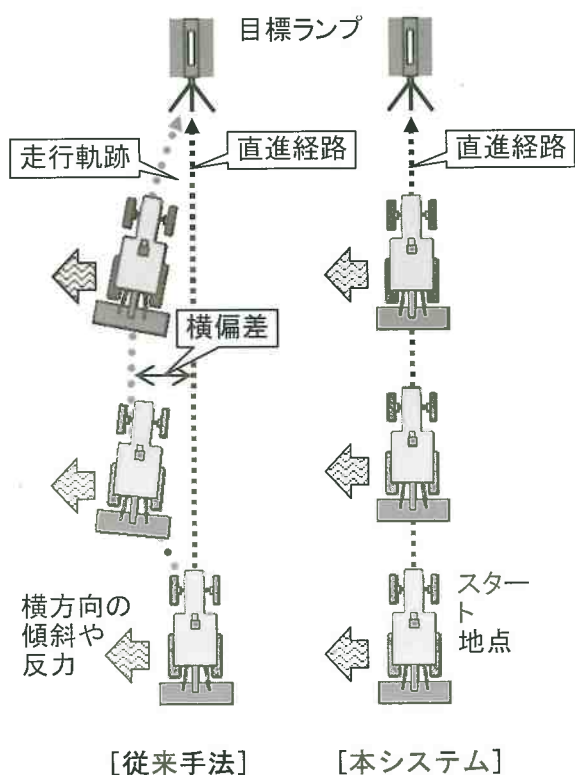 目標ランプ
走行軌跡
直進経路
直進経路
横偏差
横方向の
傾斜や
反力
スター
ト
地点
[従来手法]
[本システム]